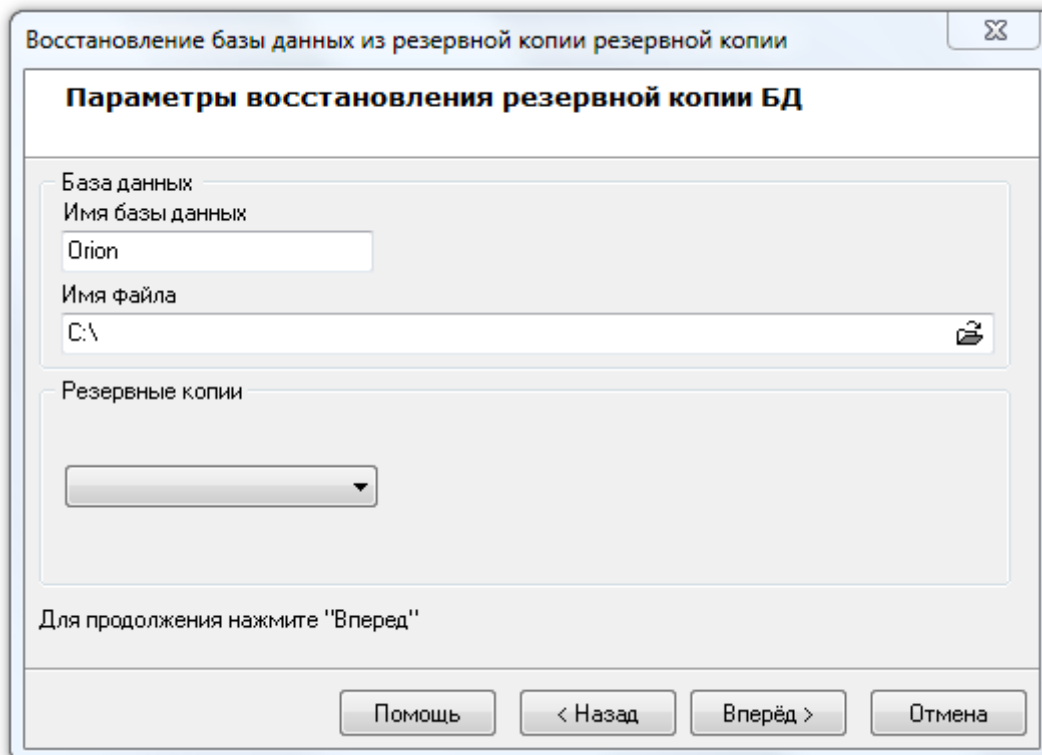 Восстановление базы данных из резервной копии резервной копии
Параметры восстановления резервной копии БД
База данных
Имя базы данных
Orion
Имя файла
C:\
Резервные копии
Для продолжения нажмите "Вперед"
Помощь < Назад Вперёд > Отмена